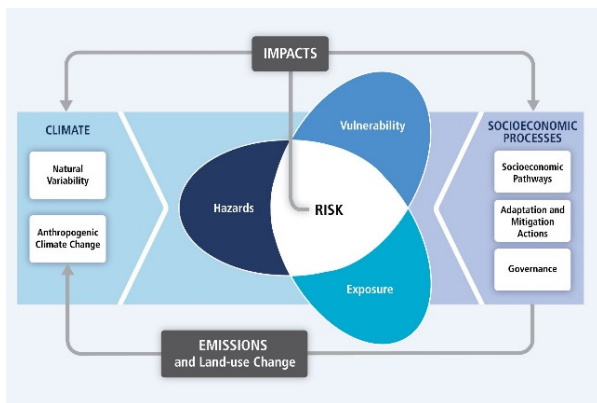 IMPACTS
CLIMATE
Natural
Variability
Anthropogenic
Climate Change
Vulnerability
Hazards
RISK
Exposure
SOCIOECONOMIC
PROCESSES
Socioeconomic
Pathways
Adaptation and
Mitigation
Actions
Governance
EMISSIONS
and Land-use Change